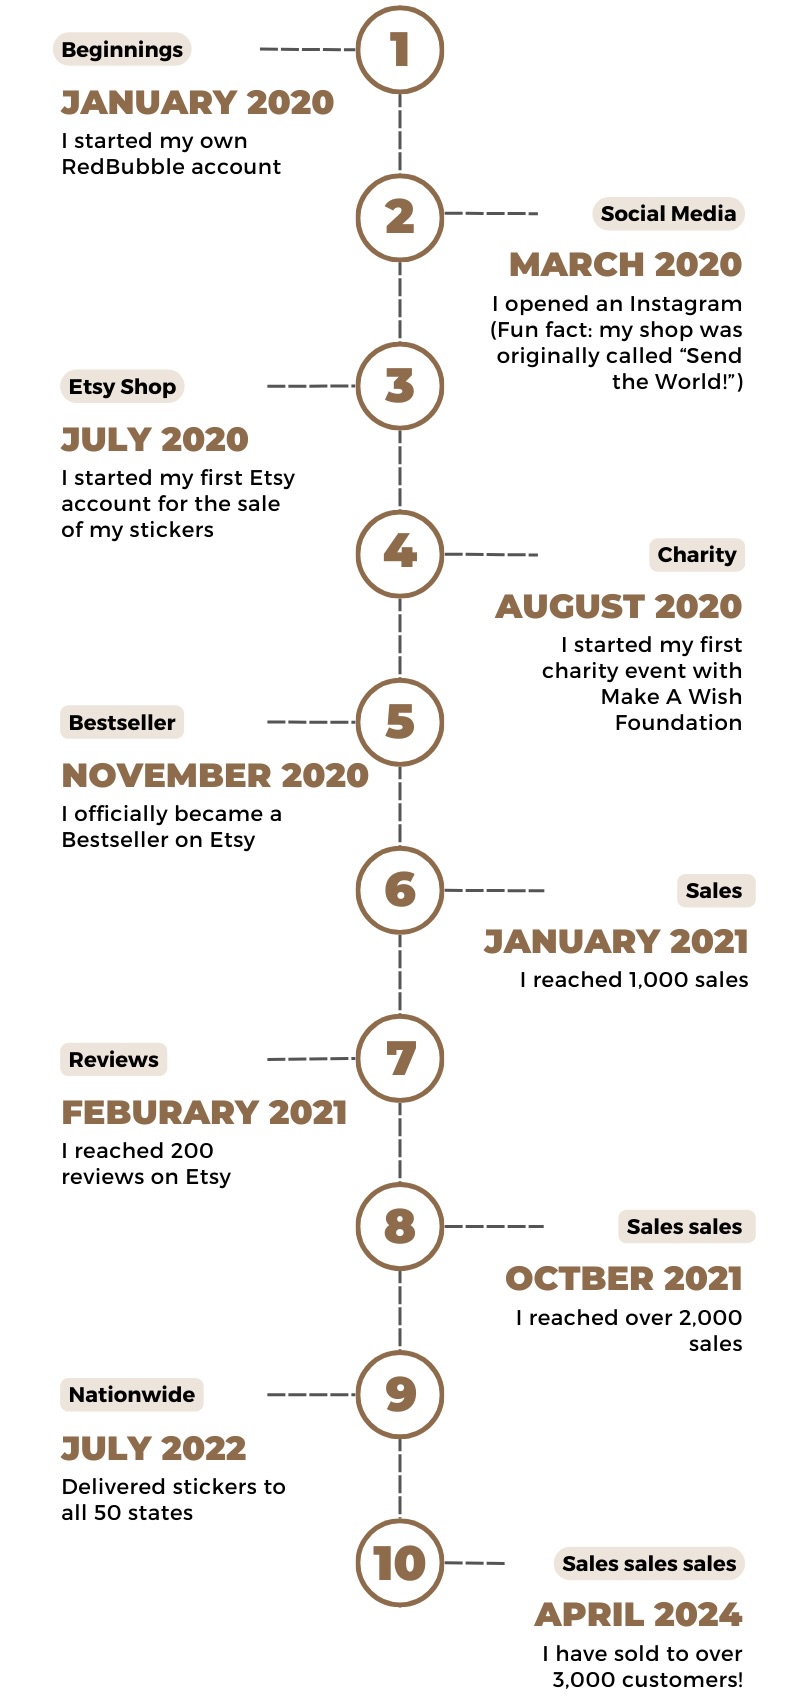 1
Beginnings
JANUARY 2020
I started my own
RedBubble account
2
Social Media
MARCH 2020
I opened an Instagram
(Fun fact: my shop was
originally called “Send
the World!”)
3
Etsy Shop
JULY 2020
I started my first Etsy
account for the sale
of my stickers
4
Charity
AUGUST 2020
I started my first
charity event with
Make A Wish
Foundation
5
Bestseller
NOVEMBER 2020
I officially became a
Bestseller on Etsy
6
Sales
JANUARY 2021
I reached 1,000 sales
7
Reviews
FEBURARY 2021
I reached 200
reviews on Etsy
8
Sales sales
OCTBER 2021
I reached over 2,000
sales
9
Nationwide
JULY 2022
Delivered stickers to
all 50 states
10
Sales sales sales
APRIL 2024
I have sold to over
3,000 customers!